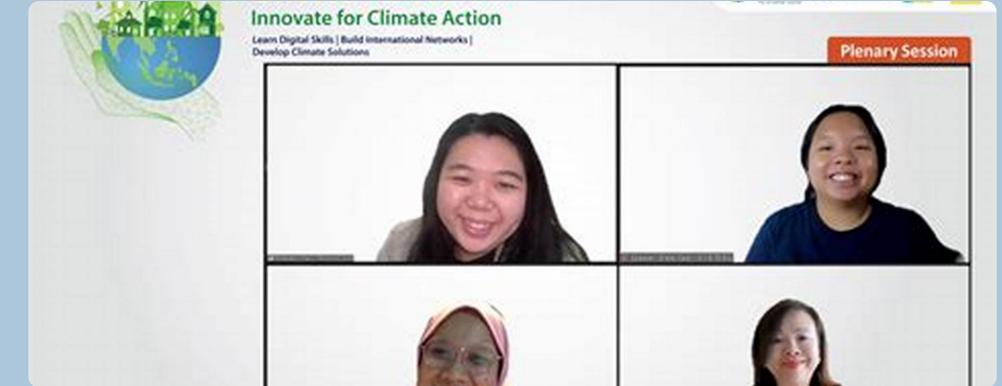 Innovate for Climate Action
Learn Digital Skills | Build International Networks |
Develop Climate Solutions
Plenary Session